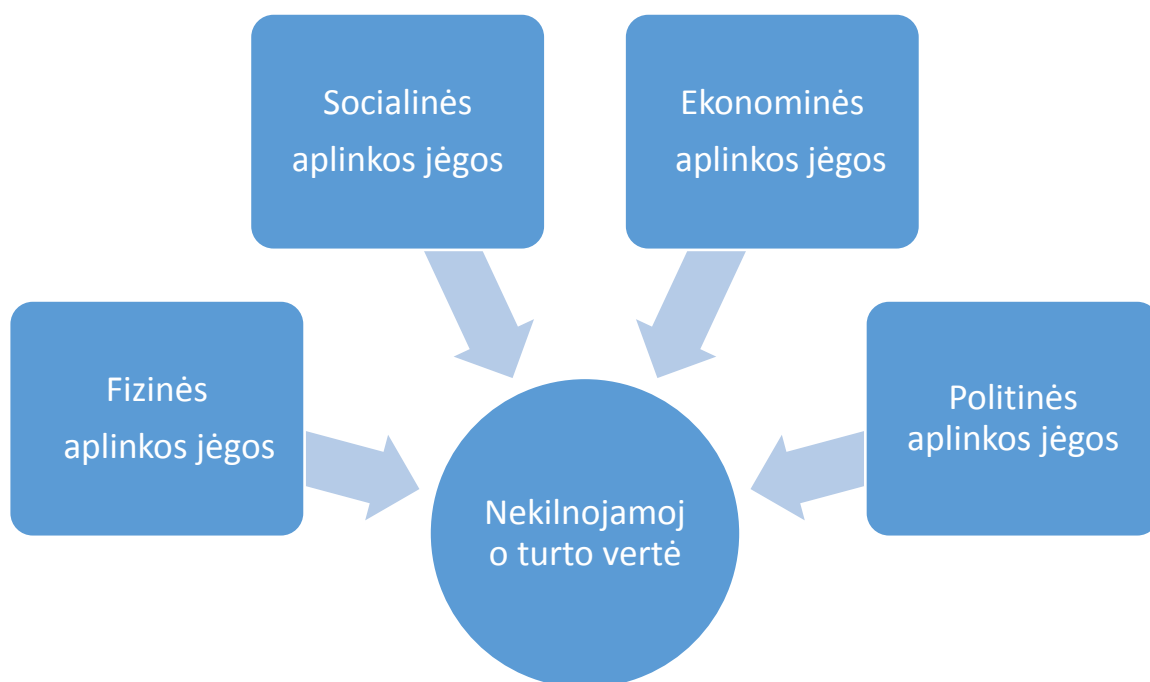 Socialinės
aplinkos jėgos
Ekonominės
aplinkos jėgos
Fizinės
aplinkos jėgos
Politinės
aplinkos jėgos
Nekilnojamoj
o turto vertė